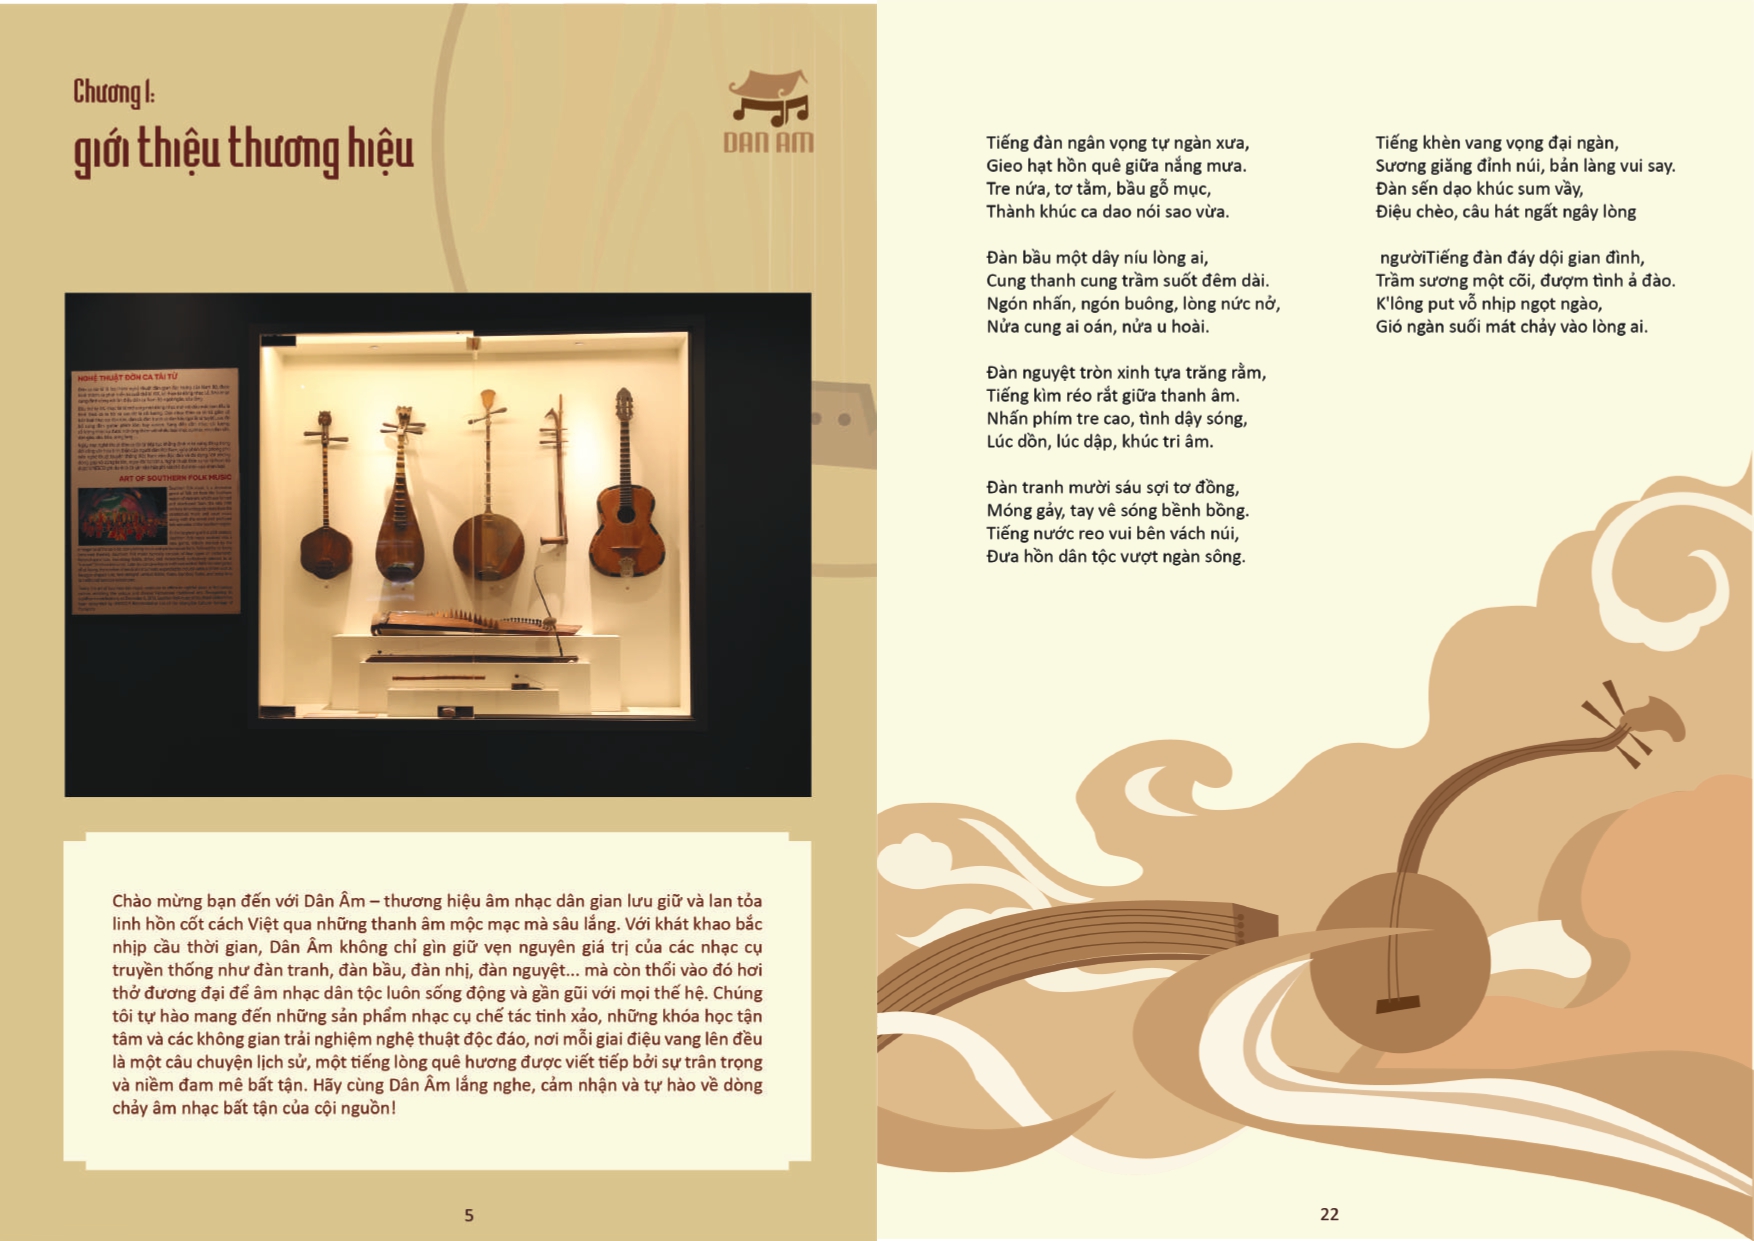 Chương I:
giới thiệu thương hiệu
DAN AM
NGHỆ THUẬT ĐỜN CA TÀI TỬ
ART OF SOUTHERN FOLK MUSIC
Chào mừng bạn đến với Dân Âm – thương hiệu âm nhạc dân gian lưu giữ và lan tỏa
linh hồn cốt cách Việt qua những thanh âm mộc mạc mà sâu lắng. Với khát khao bắc
nhịp cầu thời gian, Dân Âm không chỉ gìn giữ vẹn nguyên giá trị của các nhạc cụ
truyền thống như đàn tranh, đàn bầu, đàn nhị, đàn nguyệt... mà còn thổi vào đó hơi
thở đương đại để âm nhạc dân tộc luôn sống động và gần gũi với mọi thế hệ. Chúng
tôi tự hào mang đến những sản phẩm nhạc cụ chế tác tinh xảo, những khóa học tận
tâm và các không gian trải nghiệm nghệ thuật độc đáo, nơi mỗi giai điệu vang lên đều
là một câu chuyện lịch sử, một tiếng lòng quê hương được viết tiếp bởi sự trân trọng
và niềm đam mê bất tận. Hãy cùng Dân Âm lắng nghe, cảm nhận và tự hào về dòng
chảy âm nhạc bất tận của cội nguồn!
5
Tiếng đàn ngân vọng tự ngàn xưa,
Gieo hạt hồn quê giữa nắng mưa.
Tre nứa, tơ tằm, bầu gỗ mục,
Thành khúc ca dao nói sao vừa.
Đàn bầu một dây níu lòng ai,
Cung thanh cung trầm suốt đêm dài.
Ngón nhấn, ngón buông, lòng nức nở,
Nửa cung ai oán, nửa u hoài.
Đàn nguyệt tròn xinh tựa trăng rằm,
Tiếng kìm réo rắt giữa thanh âm.
Nhấn phím tre cao, tình dậy sóng,
Lúc dồn, lúc dập, khúc tri âm.
Đàn tranh mười sáu sợi tơ đồng,
Móng gảy, tay vê sóng bềnh bồng.
Tiếng nước reo vui bên vách núi,
Đưa hồn dân tộc vượt ngàn sông.
Tiếng khèn vang vọng đại ngàn,
Sương giăng đỉnh núi, bản làng vui say.
Đàn sến dạo khúc sum vầy,
Điệu chèo, câu hát ngất ngây lòng
ngườiTiếng đàn đáy dội gian đình,
Trầm sương một cõi, đượm tình ả đào.
K'lông put vỗ nhịp ngọt ngào,
Gió ngàn suối mát chảy vào lòng ai.
22